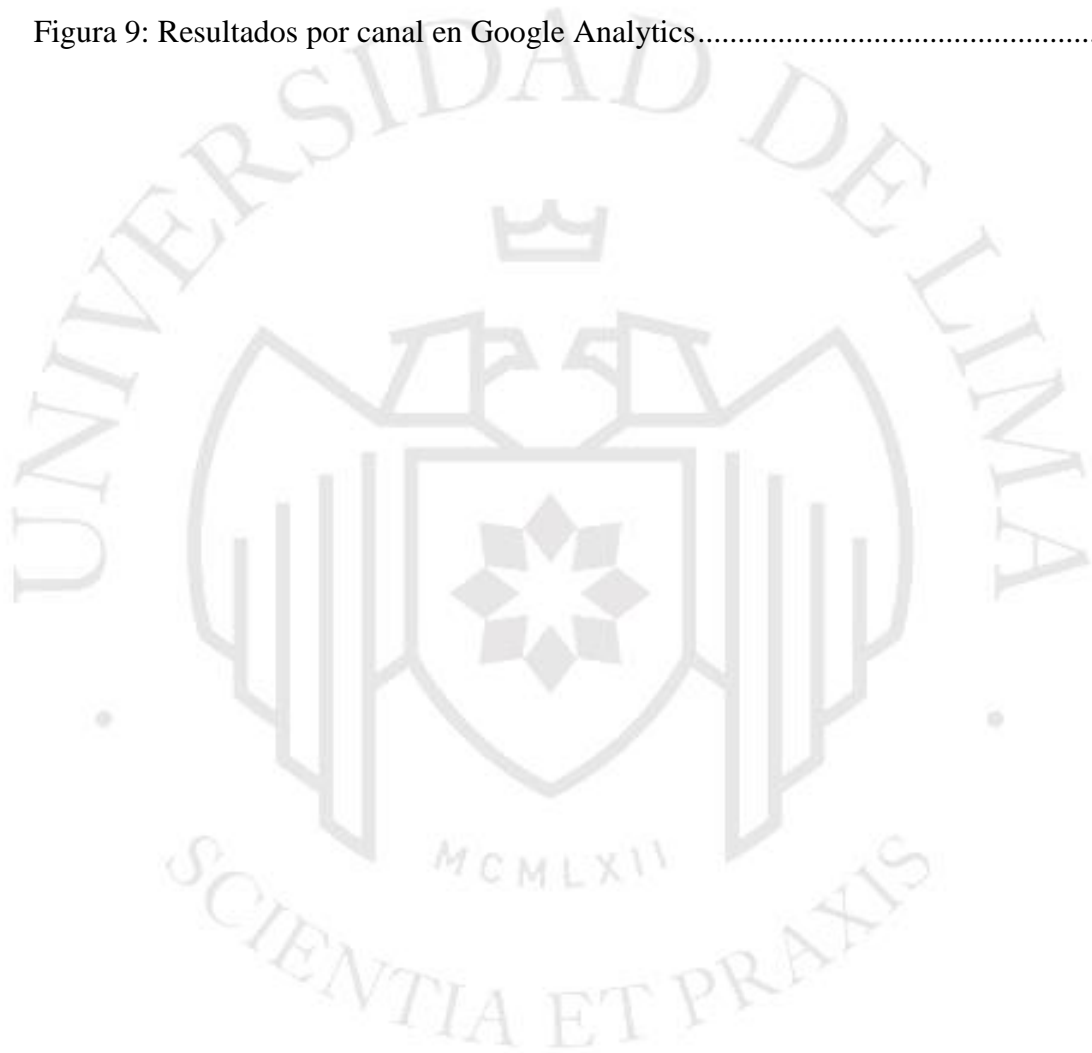 Figura 9: Resultados por canal en Google Analytics............................................................
UNIVERSIDAD DE LIMA
MCMLXII
SCIENTIA ET PRAXIS